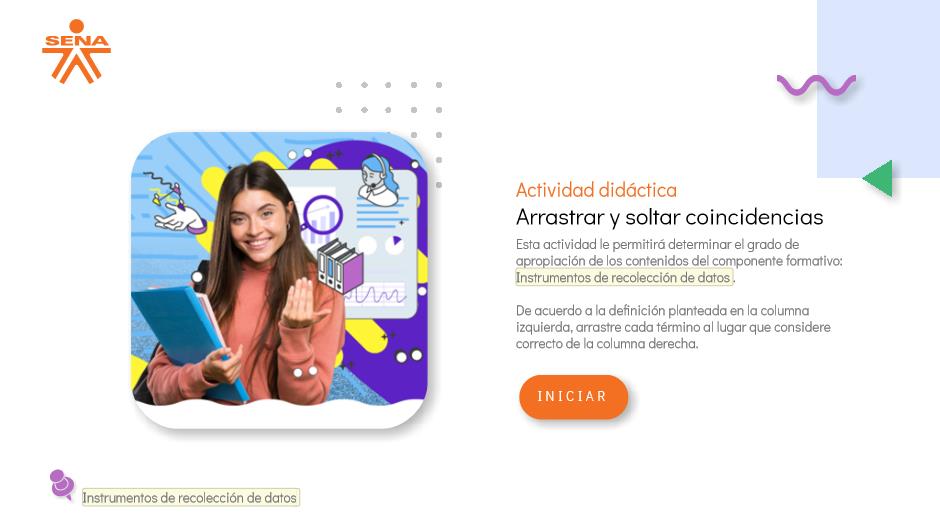 SENA
Actividad didáctica
Arrastrar y soltar coincidencias
Esta actividad le permitirá determinar el grado de
apropiación de los contenidos del componente formativo:
Instrumentos de recolección de datos .
De acuerdo a la definición planteada en la columna
izquierda, arrastre cada término al lugar que considere
correcto de la columna derecha.
INICIAR
Instrumentos de recolección de datos